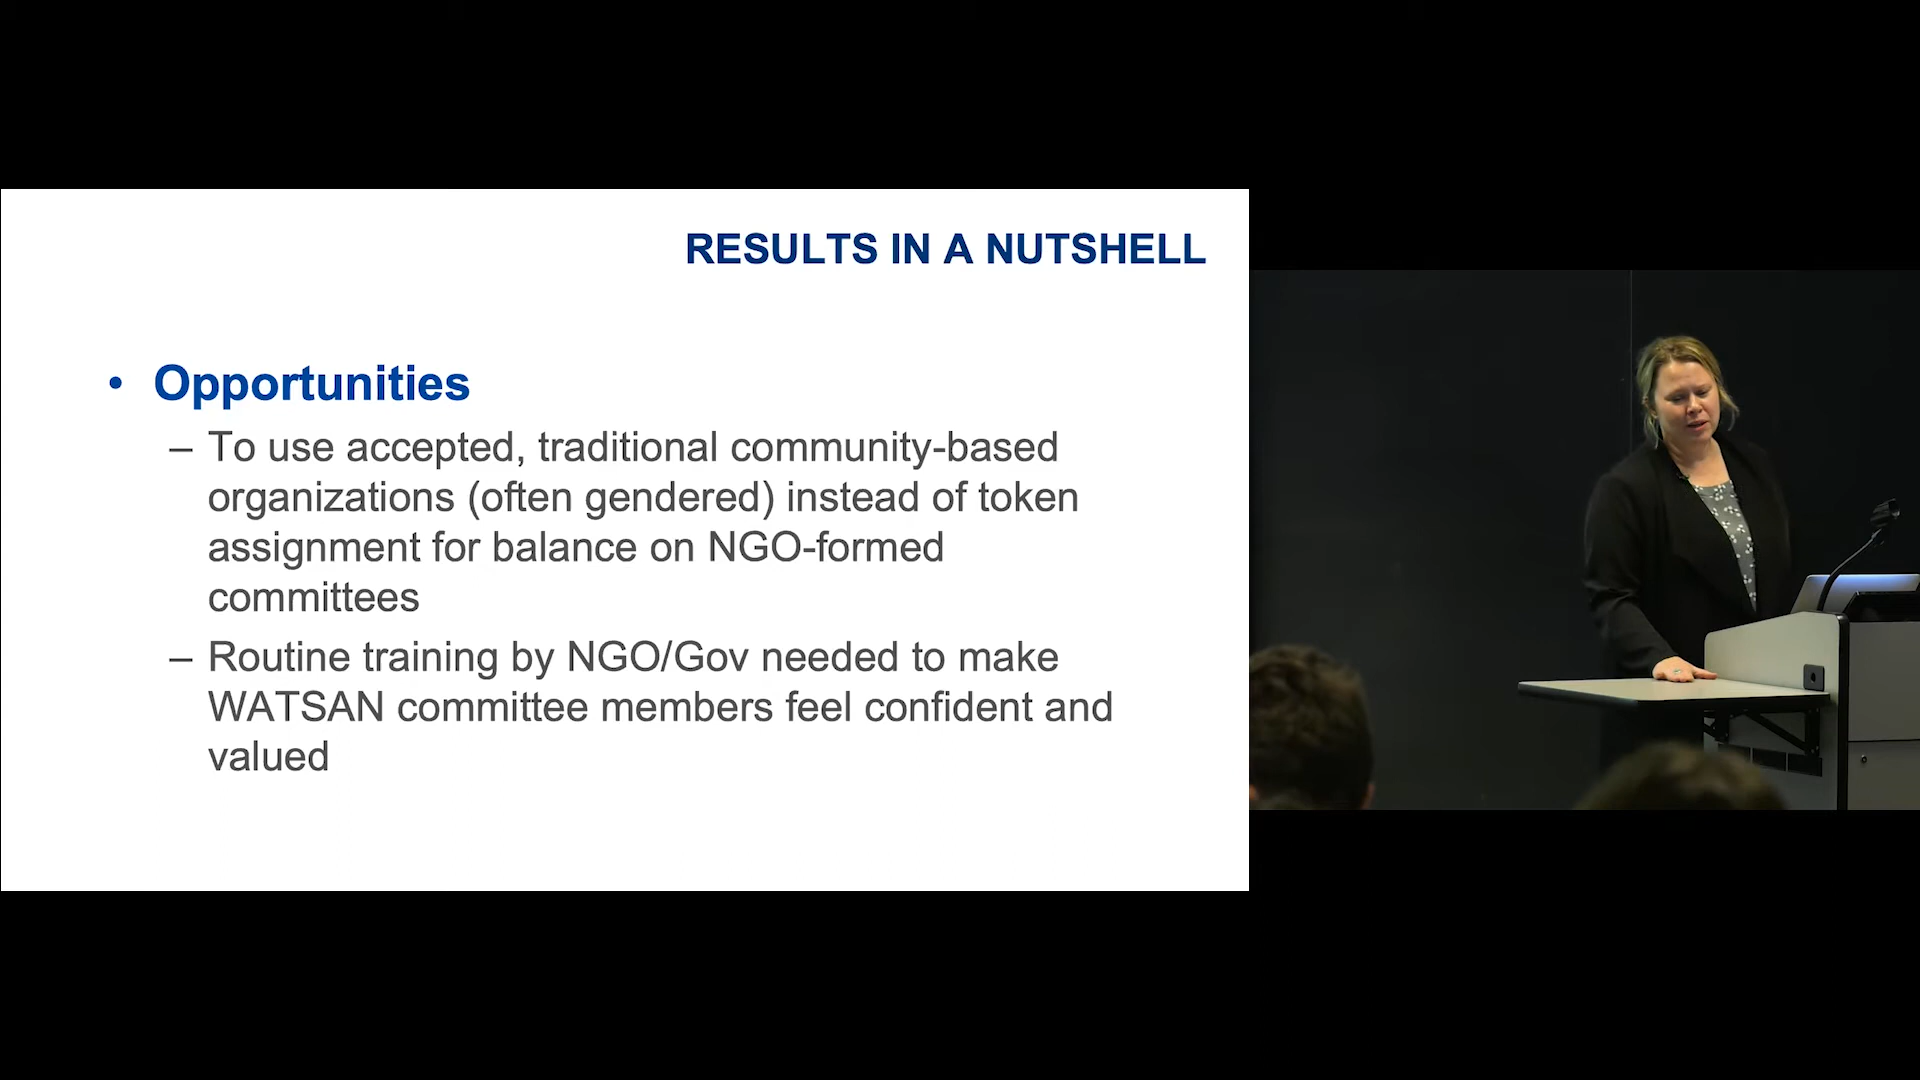 RESULTS IN A NUTSHELL
• Opportunities
– To use accepted, traditional community-based
organizations (often gendered) instead of token
assignment for balance on NGO-formed
committees
– Routine training by NGO/Gov needed to make
WATSAN committee members feel confident and
valued